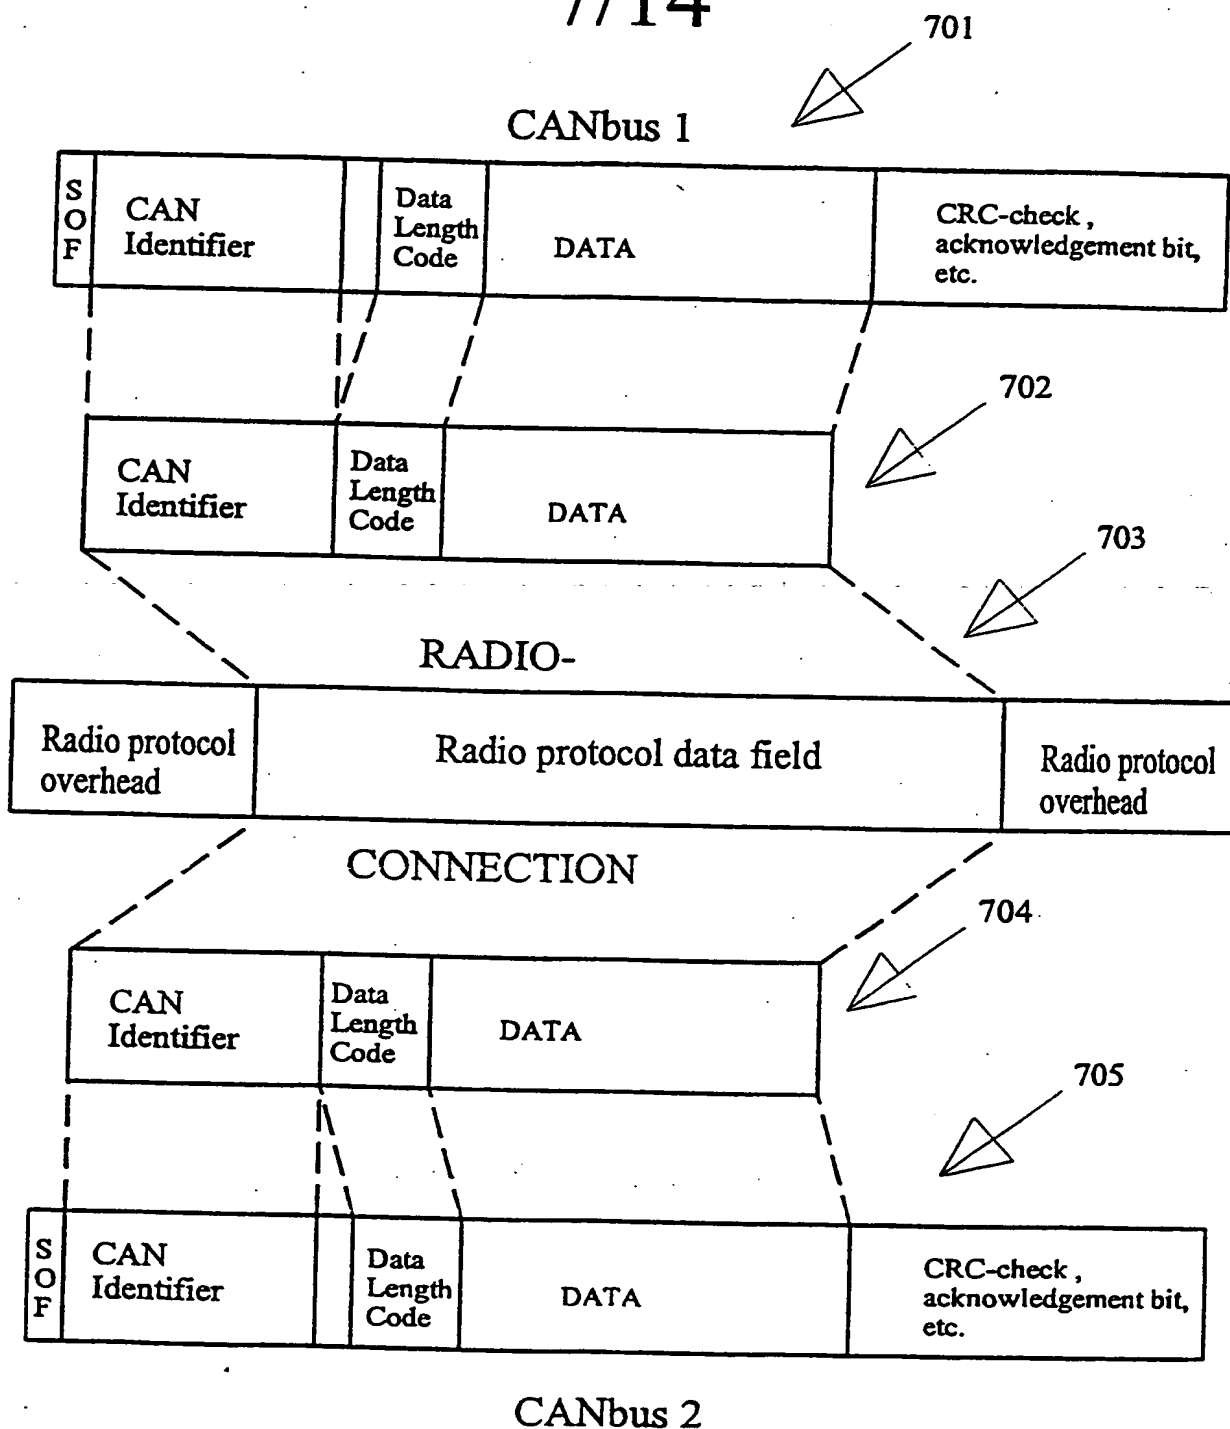 7/14
701
CANbus 1
SOF
CAN
Identifier
Data
Length
Code
DATA
CRC-check ,
acknowledgement bit,
etc.
702
CAN
Identifier
Data
Length
Code
DATA
703
RADIO-
Radio protocol
overhead
Radio protocol data field
Radio protocol
overhead
CONNECTION
704
CAN
Identifier
Data
Length
Code
DATA
705
SOF
CAN
Identifier
Data
Length
Code
DATA
CRC-check ,
acknowledgement bit,
etc.
CANbus 2